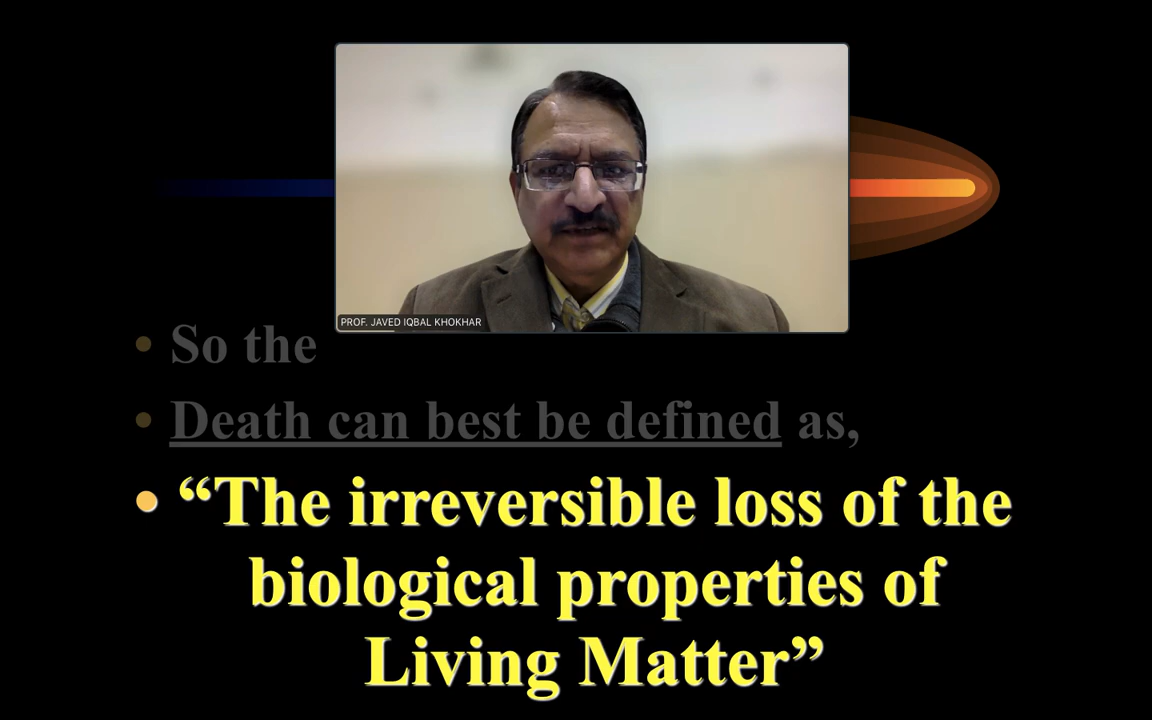 PROF. JAVED IQBAL KHOKHAR
• So the
• Death can best be defined as,
• “The irreversible loss of the
biological properties of
Living Matter”